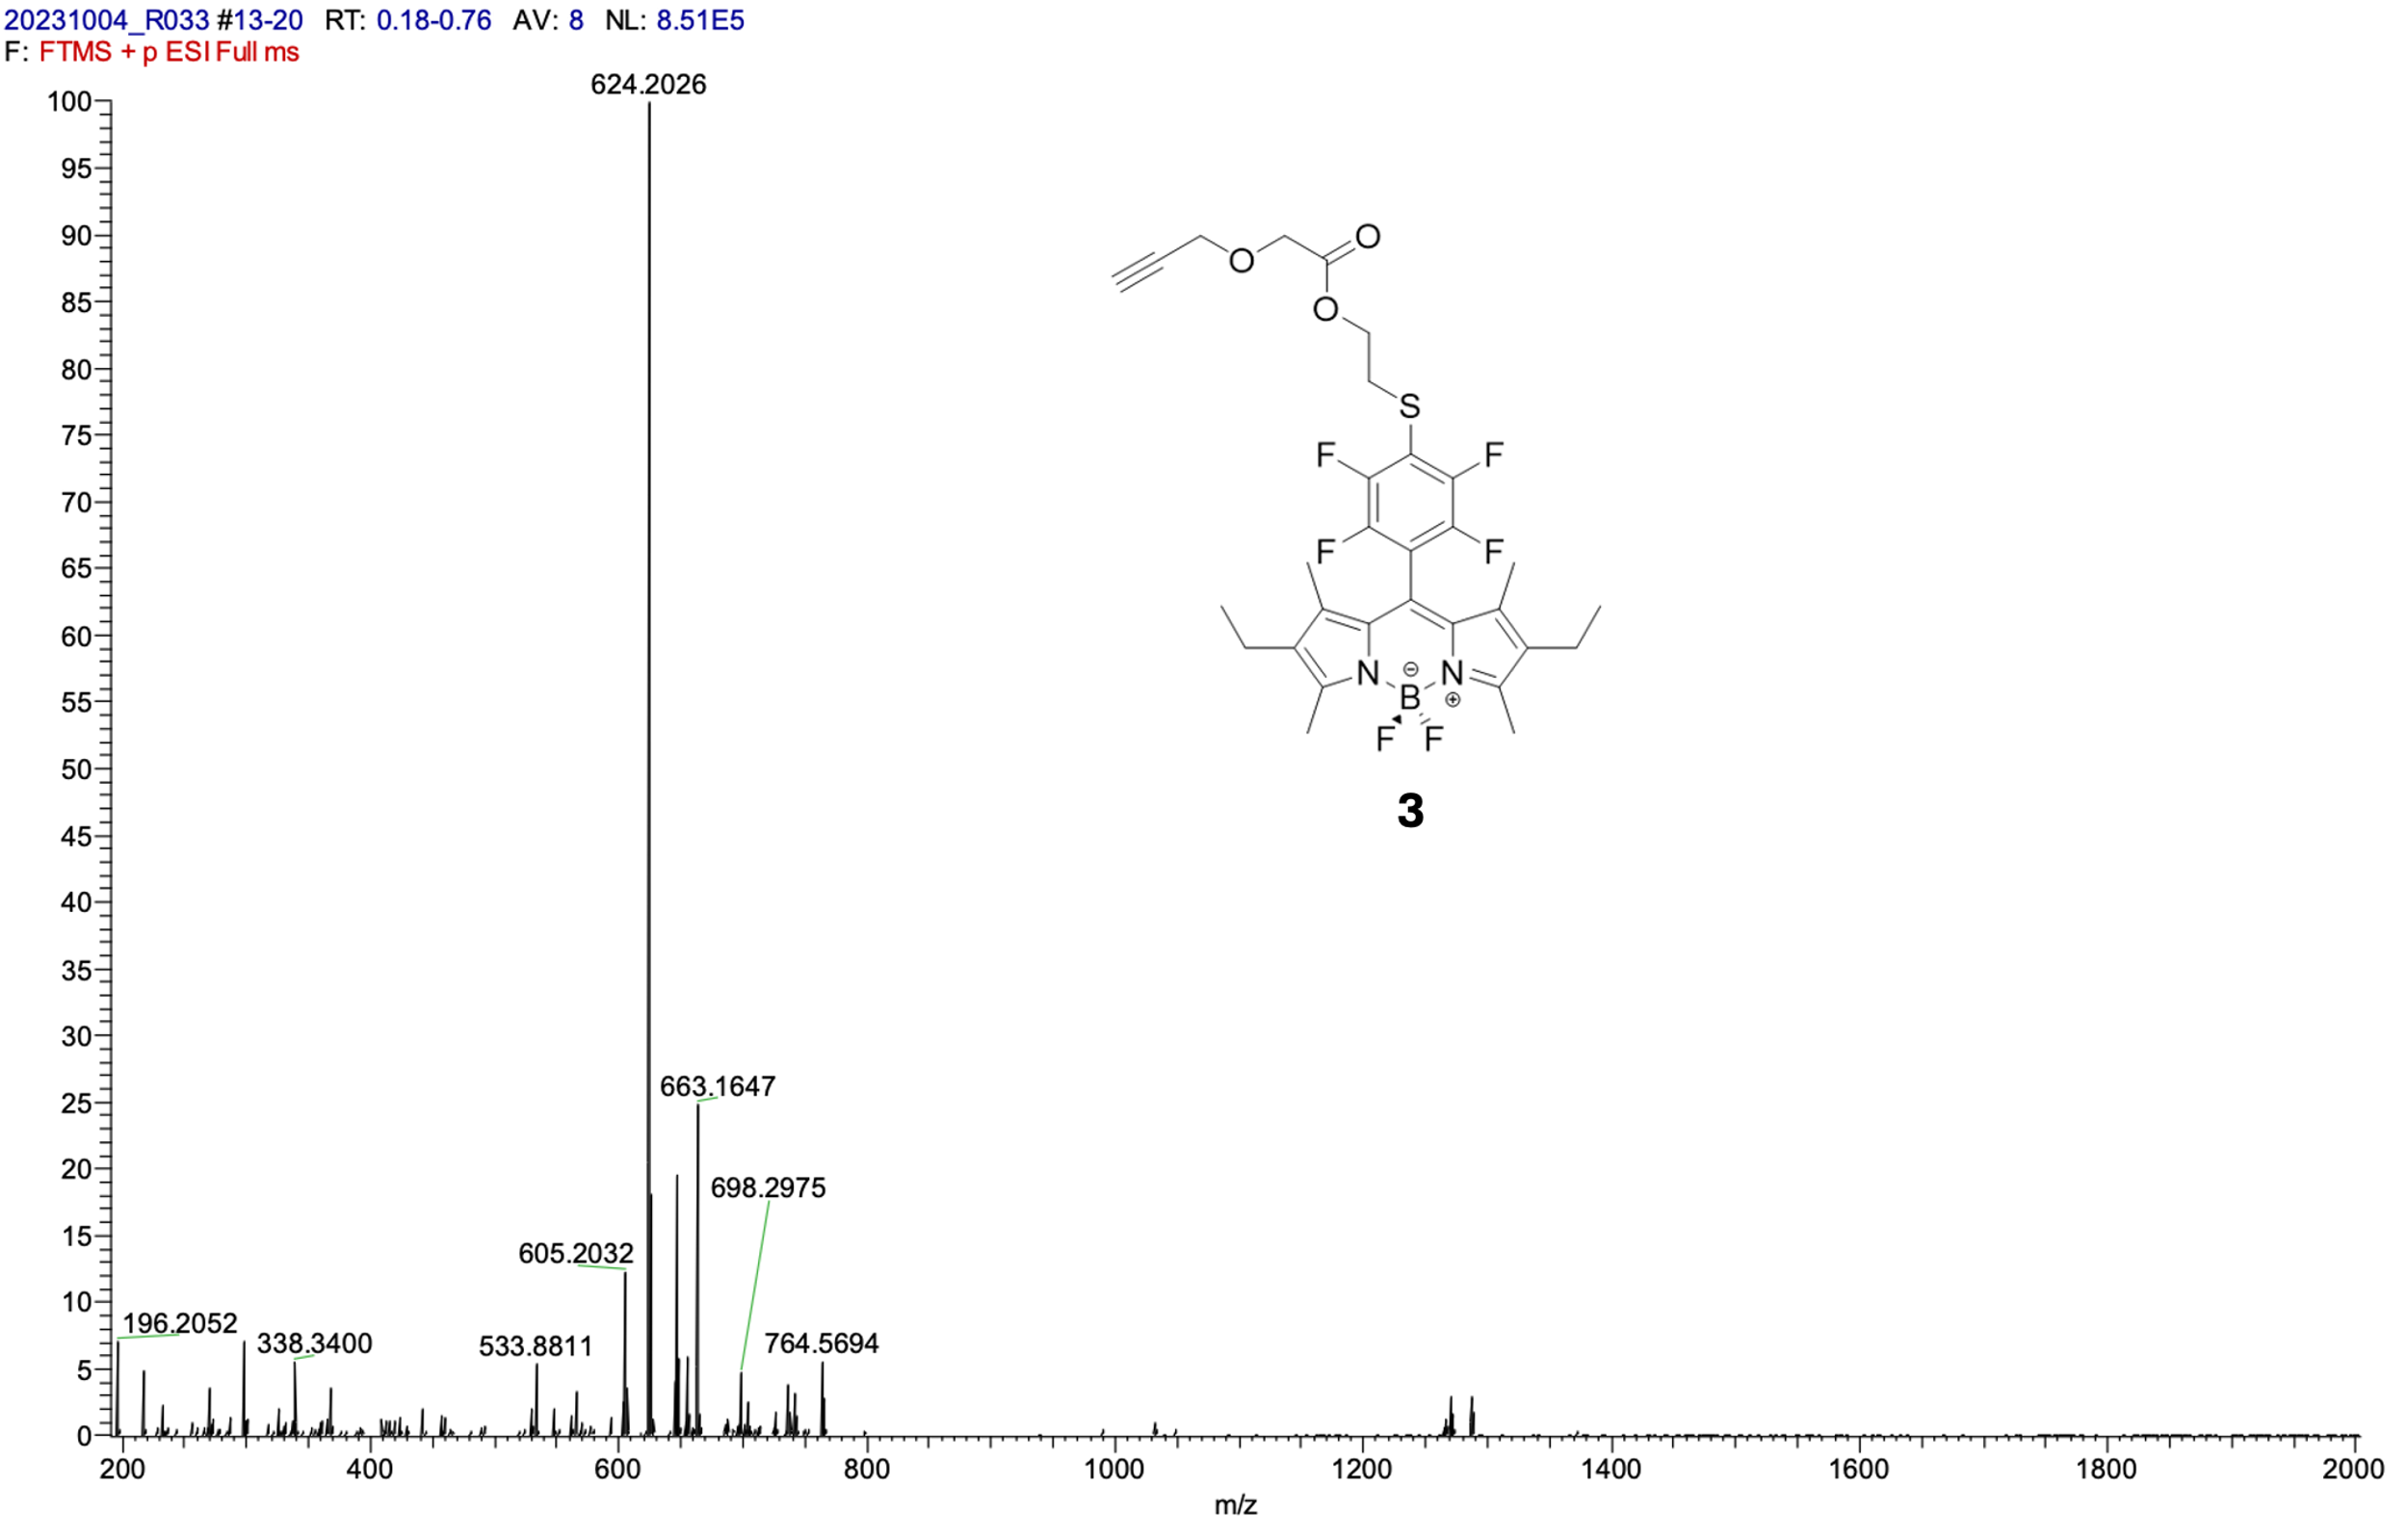 20231004_R033 #13-20 RT: 0.18-0.76 AV: 8 NL: 8.51E5
F: FTMS + p ESI Full ms
624.2026
100
95
90
85
80
75
70
65
60
55
50
45
40
35
30
25
20
15
10
5
0
O
O
O
S
F F
F F
N ⊖ N
B ⊕
F F
3
663.1647
698.2975
605.2032
196.2052
338.3400
533.8811
764.5694
200 400 600 800 1000 1200 1400 1600 1800 2000
m/z